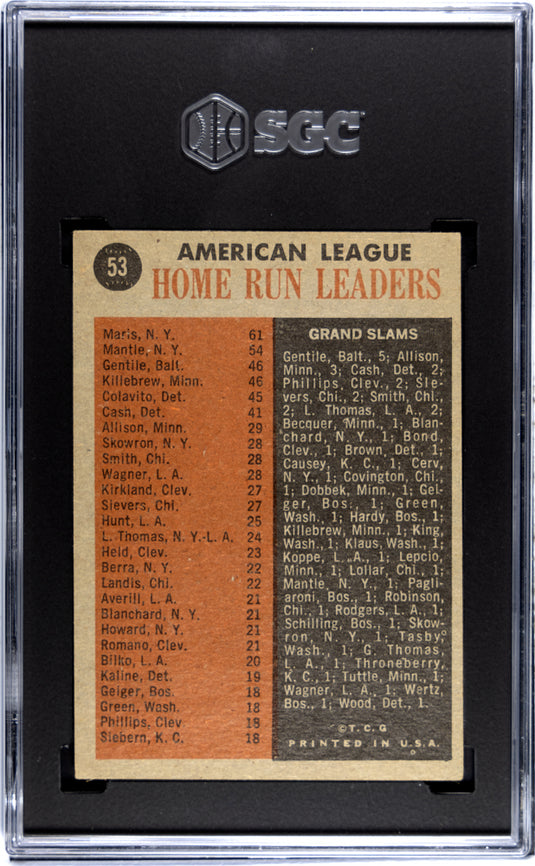 SGC
53
AMERICAN LEAGUE
HOME RUN LEADERS
Maris, N. Y. 61
Mantle, N. Y. 54
Gentile, Balt. 46
Killebrew, Minn. 46
Colavito, Det. 45
Cash, Det. 41
Allison, Minn. 29
Skowron, N. Y. 28
Smith, Chi. 28
Wagner, L. A. 28
Kirkland, Clev. 27
Sievers, Chi. 27
Hunt, L. A. 25
L. Thomas, N. Y.-L. A. 24
Held, Clev. 23
Berra, N. Y. 22
Landis, Chi. 22
Averill, L. A. 21
Blanchard, N. Y. 21
Howard, N. Y. 21
Romano, Clev. 21
Bilko, L. A. 20
Kaline, Det. 19
Geiger, Bos. 18
Green, Wash. 18
Phillips, Clev. 18
Siebern, K. C. 18
GRAND SLAMS
Gentile, Balt., 5; Allison,
Minn., 3; Cash, Det., 2;
Phillips, Clev., 2; Sie-
vers, Chi., 2; Smith, Chi.,
2; L. Thomas, L. A., 2;
Becquer, Minn., 1; Blan-
chard, N. Y., 1; Bond,
Clev., 1; Brown, Det., 1;
Causey, K. C., 1; Cerv,
N. Y., 1; Covington, Chi.,
1; Dobbek, Minn., 1; Gei-
ger, Bos., 1; Green,
Wash., 1; Hardy, Bos., 1;
Killebrew, Minn., 1; King,
Wash., 1; Klaus, Wash., 1;
Koppe, L. A., 1; Lepcio,
Minn., 1; Lollar, Chi., 1;
Mantle, N. Y., 1; Pagli-
aroni, Bos., 1; Robinson,
Chi., 1; Rodgers, L. A., 1;
Schilling, Bos., 1; Skow-
ron, N. Y., 1; Tasby,
Wash., 1; G. Thomas,
L. A., 1; Throneberry,
K. C., 1; Tuttle, Minn., 1;
Wagner, L. A., 1; Wertz,
Bos., 1; Wood, Det., 1.
©T. C. G
PRINTED IN U.S.A.